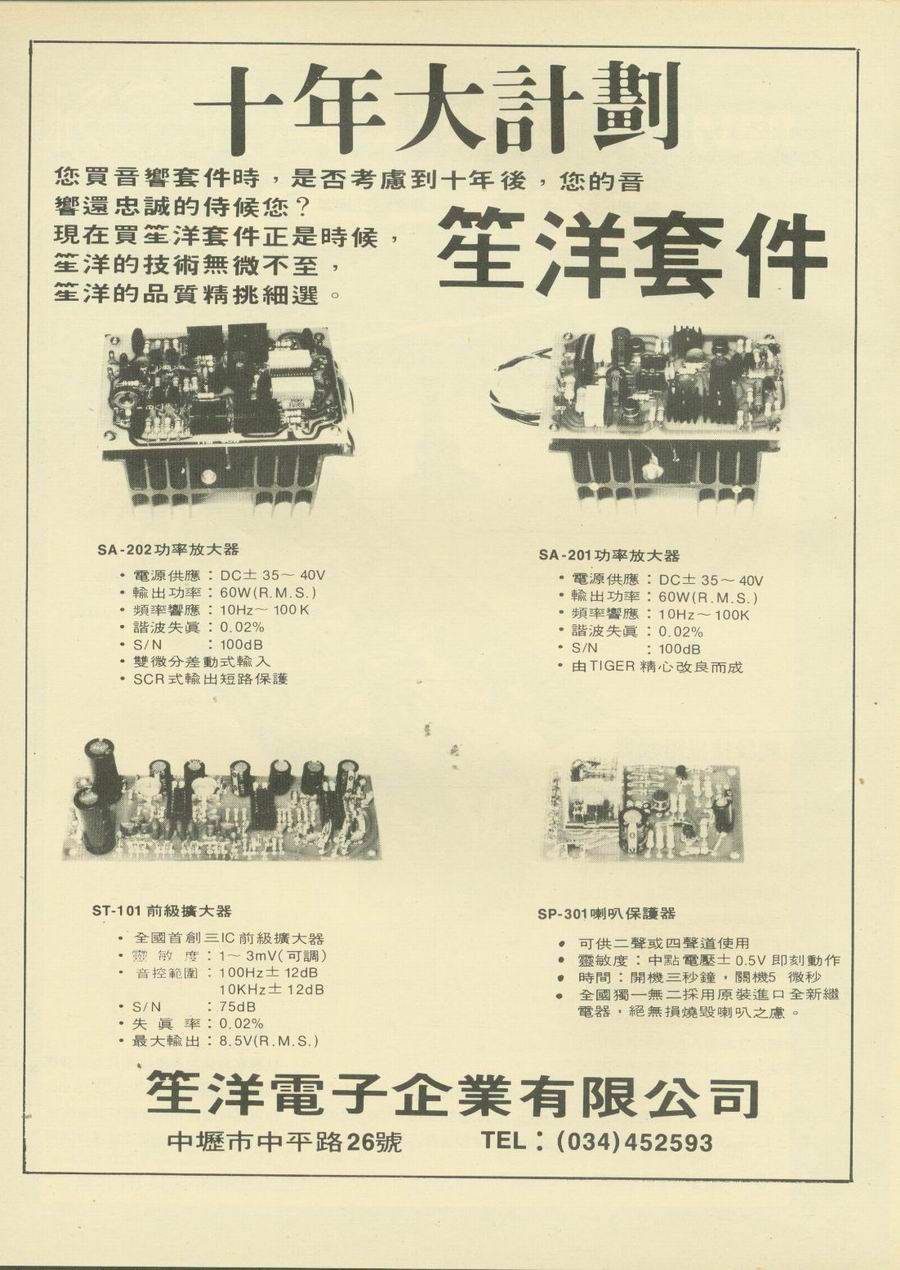 十年大計劃
您買音響套件時，是否考慮到十年後，您的音
響還忠誠的侍候您？
現在買笙洋套件正是時候，
笙洋的技術無微不至，
笙洋的品質精挑細選。
笙洋套件
SA-202功率放大器
• 電源供應：DC± 35～ 40V
• 輸出功率：60W(R.M.S.)
• 頻率響應：10Hz～ 100K
• 諧波失眞：0.02%
• S/N ：100dB
• 雙微分差動式輸入
• SCR式輸出短路保護
SA-201功率放大器
• 電源供應：DC± 35～ 40V
• 輸出功率：60W(R.M.S.)
• 頻率響應：10Hz～ 100K
• 諧波失眞：0.02%
• S/N ：100dB
• 由TIGER 精心改良而成
ST-101 前級擴大器
• 全國首創三IC 前級擴大器
• 靈 敏 度：1～ 3mV(可調)
• 音控範圍：100Hz± 12dB
10KHz± 12dB
• S/N ：75dB
• 失 眞 率：0.02%
• 最大輸出：8.5V(R.M.S.)
SP-301喇叭保護器
• 可供二聲或四聲道使用
• 靈敏度：中點電壓± 0.5V 即刻動作
• 時間：開機三秒鐘，關機5 微秒
• 全國獨一無二採用原裝進口全新繼
電器，絕無損燒毀喇叭之慮。
笙洋電子企業有限公司
中壢市中平路26號 TEL：(034)452593